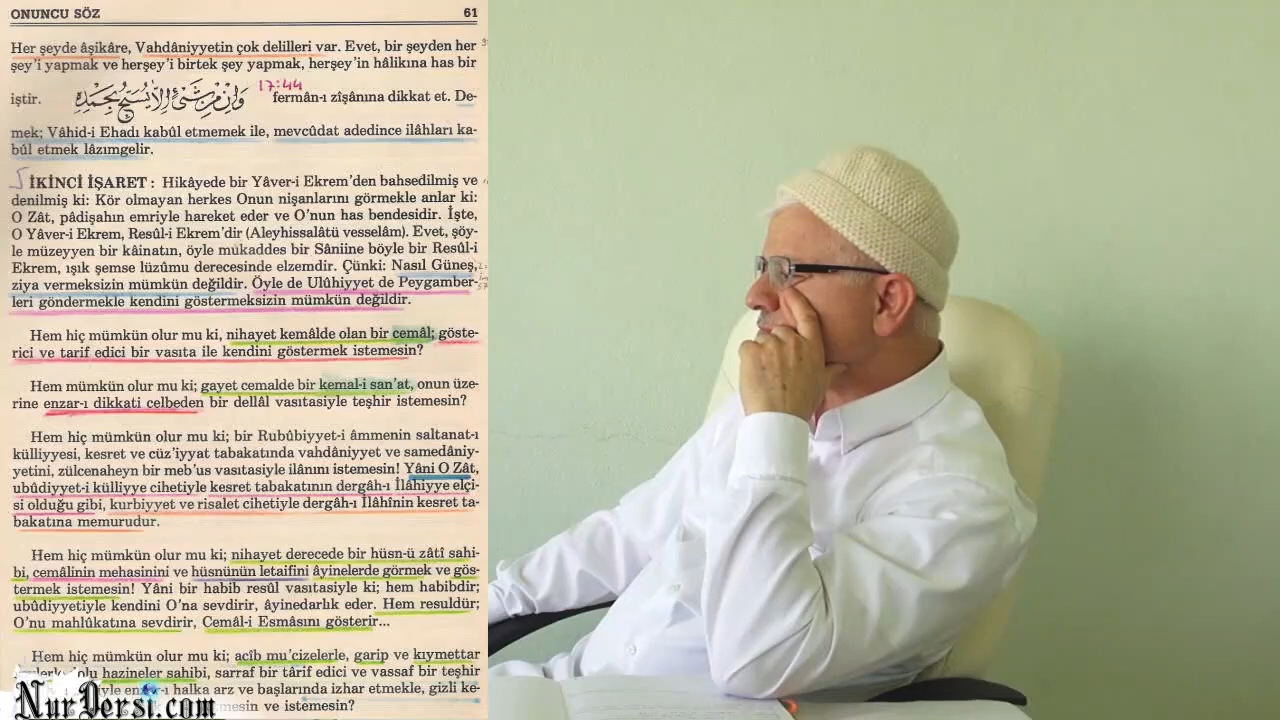 ONUNCU SÖZ 61
Her şeyde âşikâre, Vahdâniyyetin çok delilleri var. Evet, bir şeyden her
şey'i yapmak ve herşey'i birtek şey yapmak, herşey'in hâlikına has bir
17:44
iştir. وَاِنْ مِنْ شَىْءٍ اِلاَّ يُسَبِّحُ بِحَمْدِهِ fermân-ı zîşânına dikkat et. De-
mek; Vâhid-i Ehadı kabûl etmemek ile, mevcûdat adedince ilâhları ka-
bûl etmek lâzımgelir.
İKİNCİ İŞARET : Hikâyede bir Yâver-i Ekrem'den bahsedilmiş ve
denilmiş ki: Kör olmayan herkes Onun nişanlarını görmekle anlar ki:
O Zât, pâdişahın emriyle hareket eder ve O'nun has bendesidir. İşte,
O Yâver-i Ekrem, Resûl-i Ekrem'dir (Aleyhissalâtü vesselâm). Evet, şöy-
le müzeyyen bir kâinatın, öyle mukaddes bir Sâniine böyle bir Resûl-i
Ekrem, ışık şemse lüzûmu derecesinde elzemdir. Çünki: Nasıl Güneş,
ziya vermeksizin mümkün değildir. Öyle de Ulûhiyyet de Peygamber-
leri göndermekle kendini göstermeksizin mümkün değildir.
Hem hiç mümkün olur mu ki, nihayet kemâlde olan bir cemâl; göste-
rici ve tarif edici bir vasıta ile kendini göstermek istemesin?
Hem mümkün olur mu ki; gayet cemalde bir kemal-i san'at, onun üze-
rine enzar-ı dikkati celbeden bir dellâl vasıtasiyle teşhir istemesin?
Hem hiç mümkün olur mu ki; bir Rubûbiyyet-i âmmenin saltanat-ı
külliyyesi, kesret ve cüz'iyyat tabakatında vahdâniyyet ve samedâniy-
yetini, zülcenaheyn bir meb'us vasıtasiyle ilânını istemesin! Yâni O Zât,
ubûdiyyet-i külliyye cihetiyle kesret tabakatının dergâh-ı İlâhiyye elçi-
si olduğu gibi, kurbiyyet ve risalet cihetiyle dergâh-ı İlâhînin kesret ta-
bakatına memurudur.
Hem hiç mümkün olur mu ki; nihayet derecede bir hüsn-ü zâtî sahi-
bi, cemâlinin mehasinini ve hüsnünün letaifini âyinelerde görmek ve gös-
termek istemesin! Yâni bir habib resûl vasıtasiyle ki; hem habibdir;
ubûdiyyetiyle kendini O'na sevdirir, âyinedarlık eder. Hem resuldür;
O'nu mahlûkatına sevdirir, Cemâl-i Esmâsını gösterir...
Hem hiç mümkün olur mu ki; acîb mu'cizelerle, garip ve kıymettar
dolu hazineler sahibi, sarraf bir târif edici ve vassaf bir teşhir
halka arz ve başlarında izhar etmekle, gizli ke-
ve istemesin?
NurDersi.com